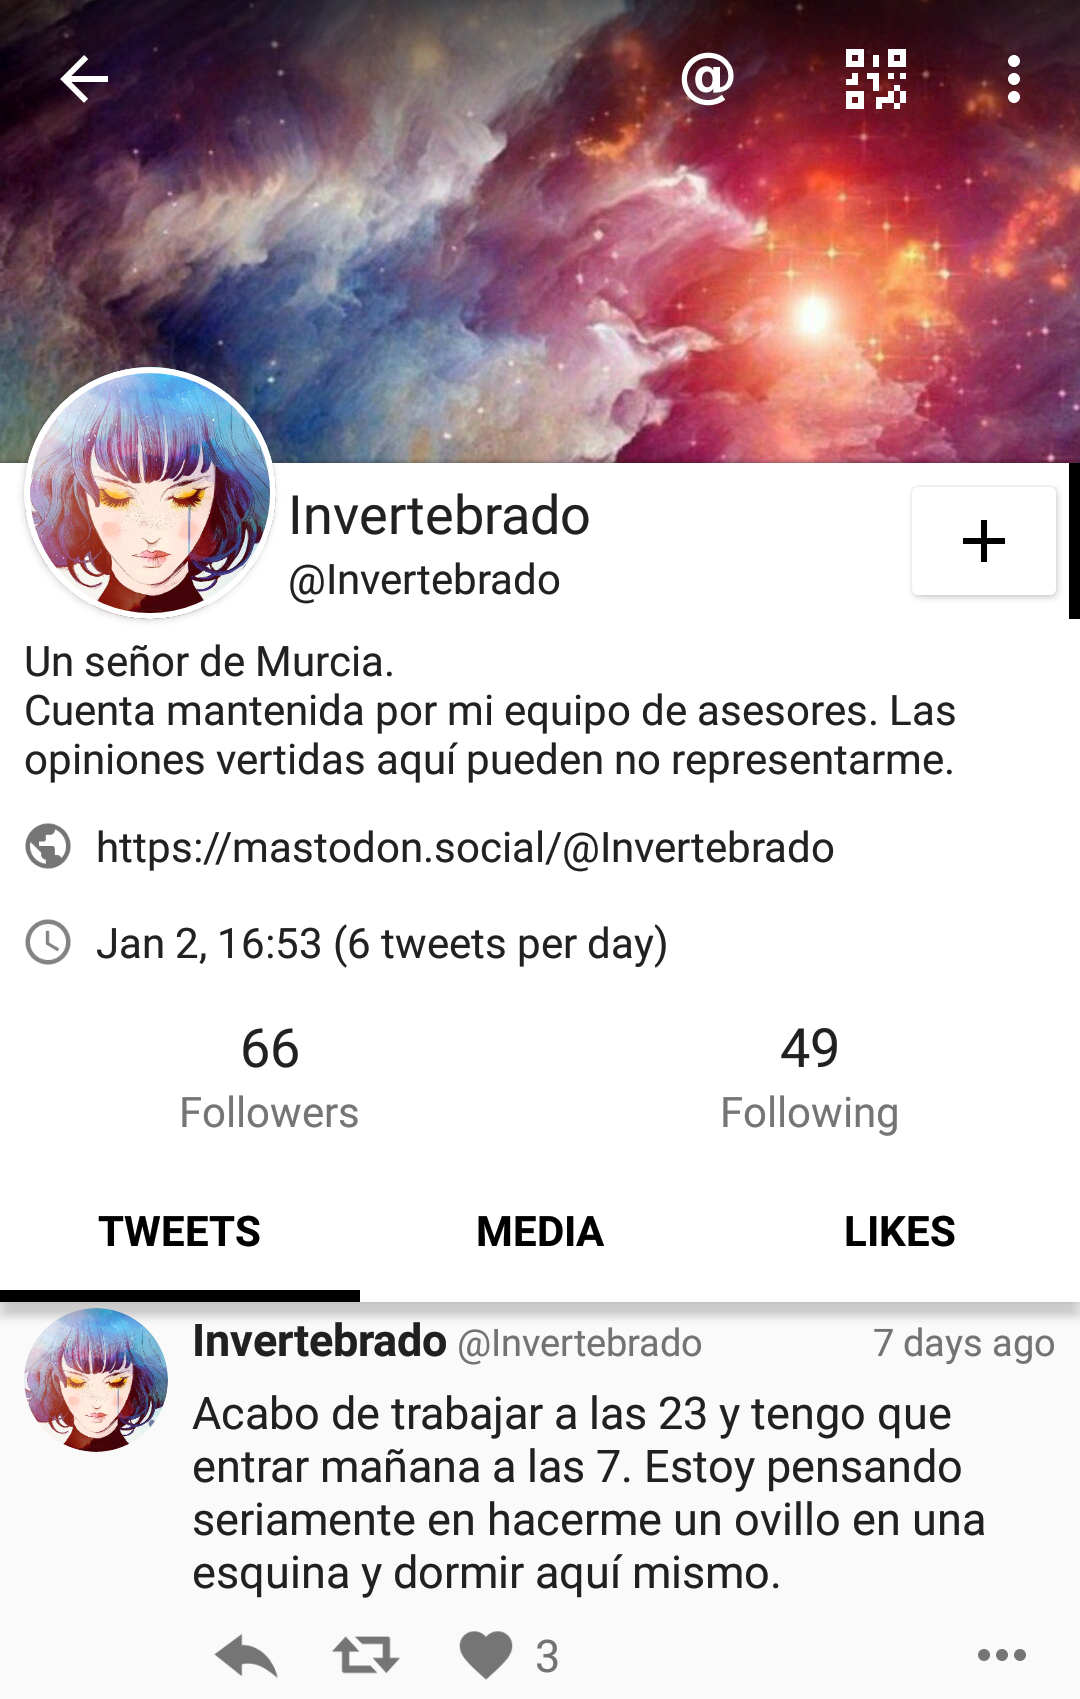 @
Invertebrado
@Invertebrado
Un señor de Murcia.
Cuenta mantenida por mi equipo de asesores. Las
opiniones vertidas aquí pueden no representarme.
https://mastodon.social/@Invertebrado
Jan 2, 16:53 (6 tweets per day)
66 49
Followers Following
TWEETS MEDIA LIKES
Invertebrado @Invertebrado 7 days ago
Acabo de trabajar a las 23 y tengo que
entrar mañana a las 7. Estoy pensando
seriamente en hacerme un ovillo en una
esquina y dormir aquí mismo.
3